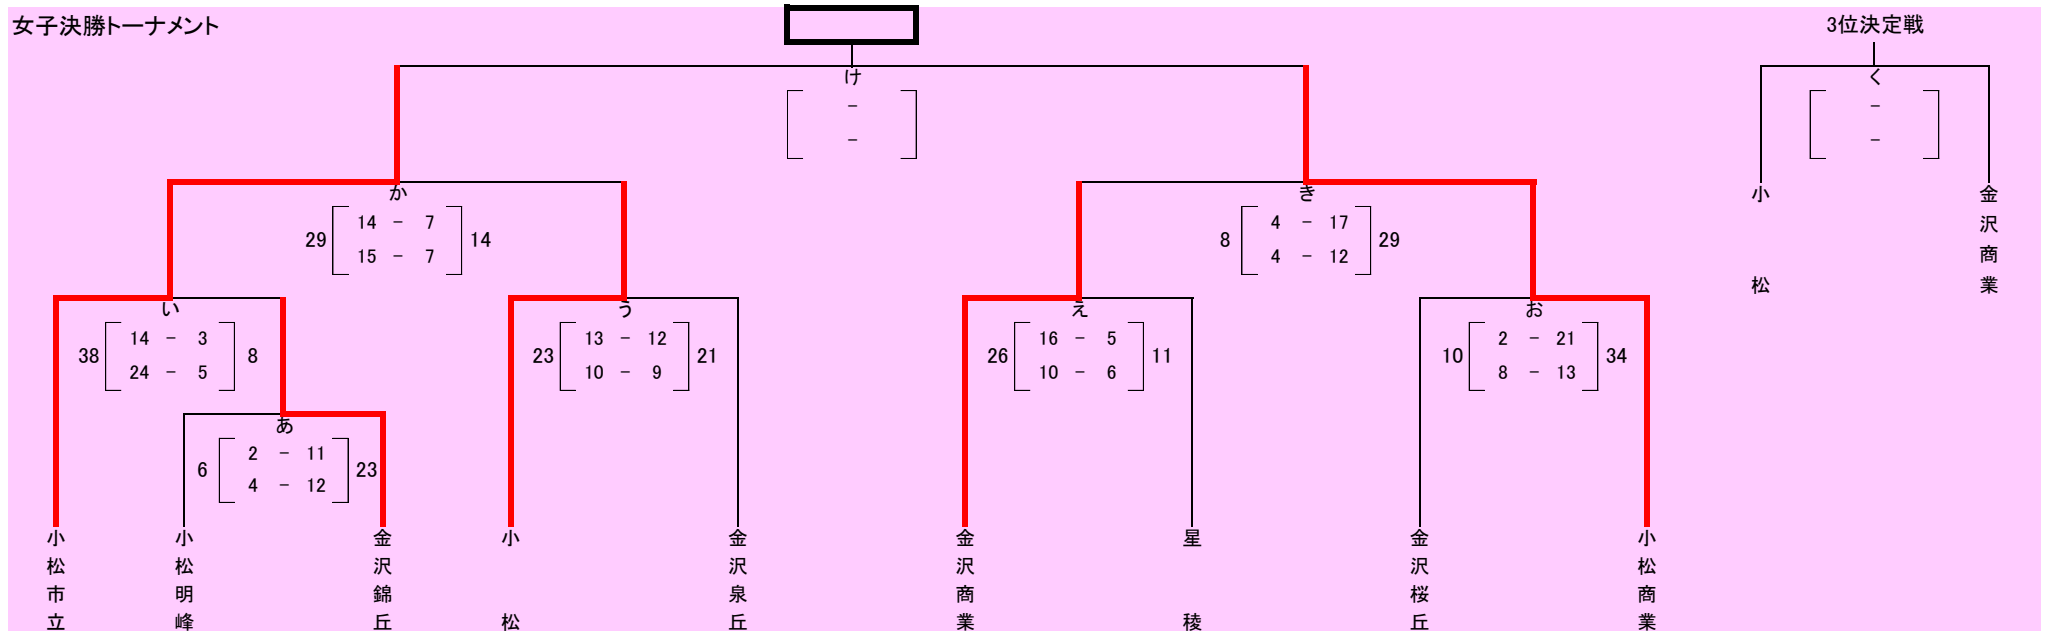 女子決勝トーナメント
3位決定戦
け
-
-
く
-
-
小松
金沢商業
か
29 14 - 7 14
15 - 7
き
8 4 - 17 29
4 - 12
い
38 14 - 3 8
24 - 5
う
23 13 - 12 21
10 - 9
え
26 16 - 5 11
10 - 6
お
10 2 - 21 34
8 - 13
あ
6 2 - 11 23
4 - 12
小松市立
小松明峰
金沢錦丘
小松
金沢泉丘
金沢商業
星稜
金沢桜丘
小松商業